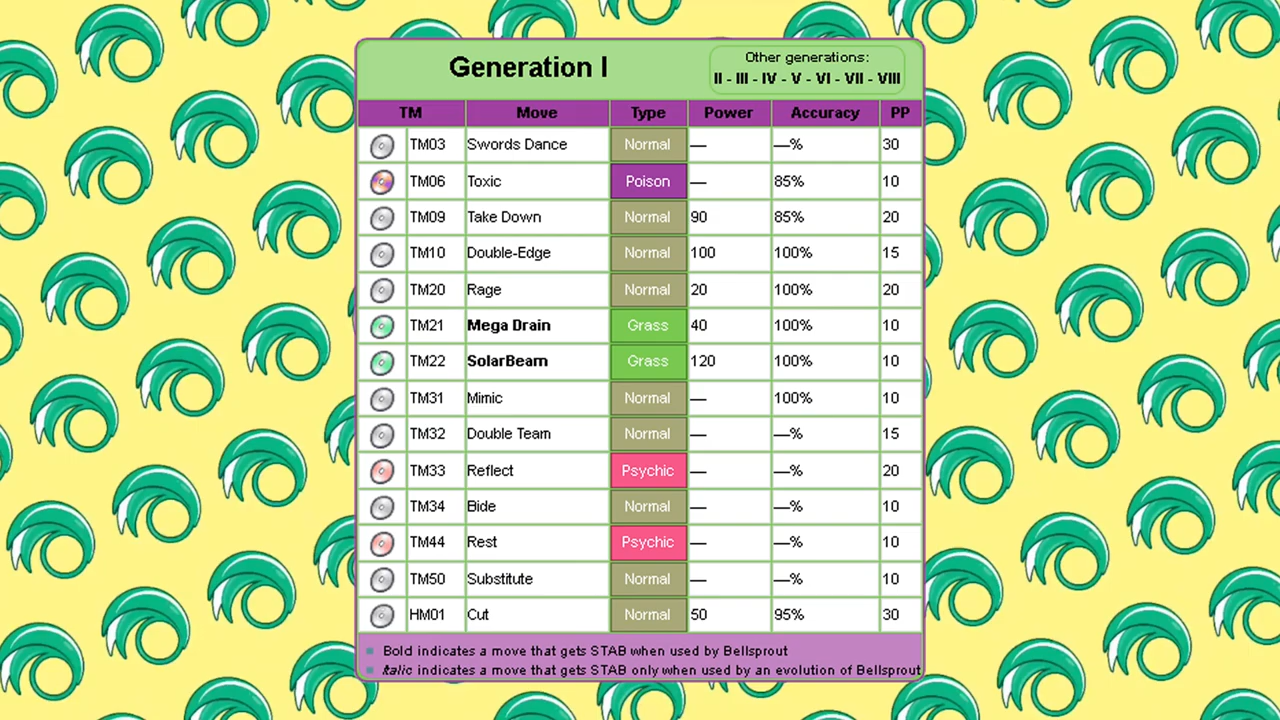 Generation I
Other generations:
II - III - IV - V - VI - VII - VIII
TM Move Type Power Accuracy PP
TM03 Swords Dance Normal — —% 30
TM06 Toxic Poison — 85% 10
TM09 Take Down Normal 90 85% 20
TM10 Double-Edge Normal 100 100% 15
TM20 Rage Normal 20 100% 20
TM21 Mega Drain Grass 40 100% 10
TM22 SolarBeam Grass 120 100% 10
TM31 Mimic Normal — 100% 10
TM32 Double Team Normal — —% 15
TM33 Reflect Psychic — —% 20
TM34 Bide Normal — —% 10
TM44 Rest Psychic — —% 10
TM50 Substitute Normal — —% 10
HM01 Cut Normal 50 95% 30
Bold indicates a move that gets STAB when used by Bellsprout
Italic indicates a move that gets STAB only when used by an evolution of Bellsprout